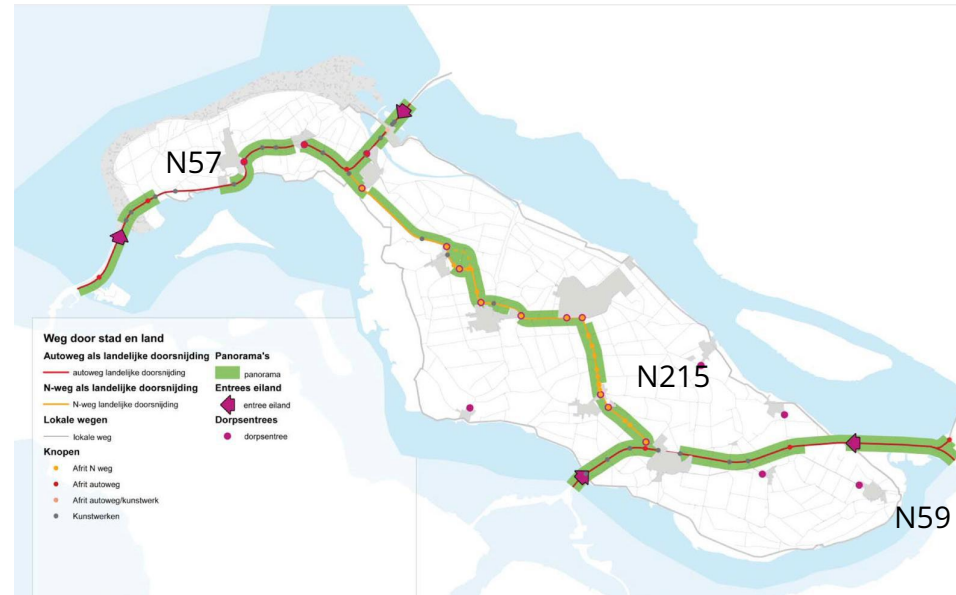 N57
N215
N59
Weg door stad en land
Autoweg als landelijke doorsnijding
autoweg landelijke doorsnijding
N-weg als landelijke doorsnijding
N-weg landelijke doorsnijding
Lokale wegen
lokale weg
Knopen
Afrit N weg
Afrit autoweg
Afrit autoweg/kunstwerk
Kunstwerken
Panorama's
panorama
Entrees eiland
entree eiland
Dorpsentrees
dorpsentree